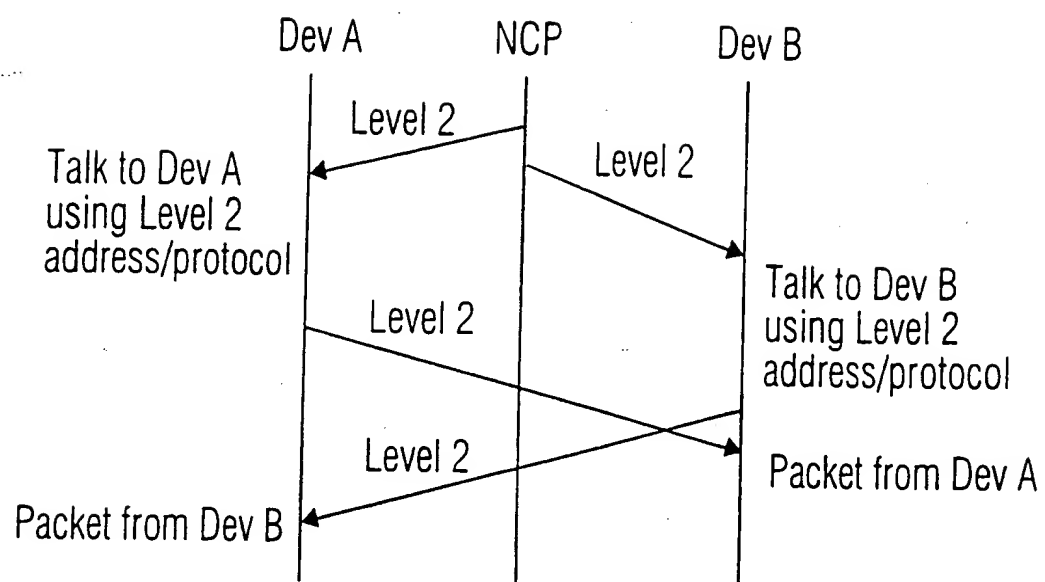 Dev A
NCP
Dev B
Level 2
Level 2
Talk to Dev A
using Level 2
address/protocol
Talk to Dev B
using Level 2
address/protocol
Level 2
Level 2
Packet from Dev A
Packet from Dev B